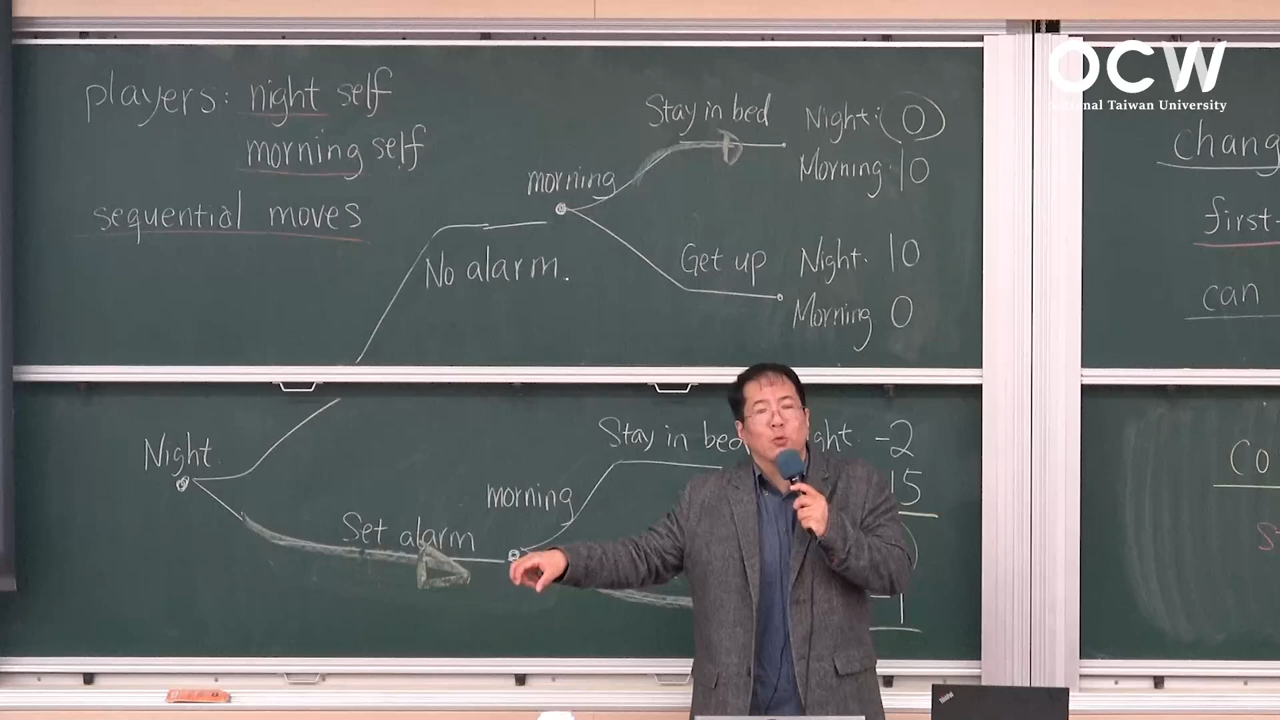 OCW
National Taiwan University
players: night self
morning self
sequential moves
morning
Stay in bed
Night: 0
Morning 10
No alarm.
Get up
Night. 10
Morning 0
Night
Set alarm
morning
Stay in bed
-2
chang
first-
can
Co